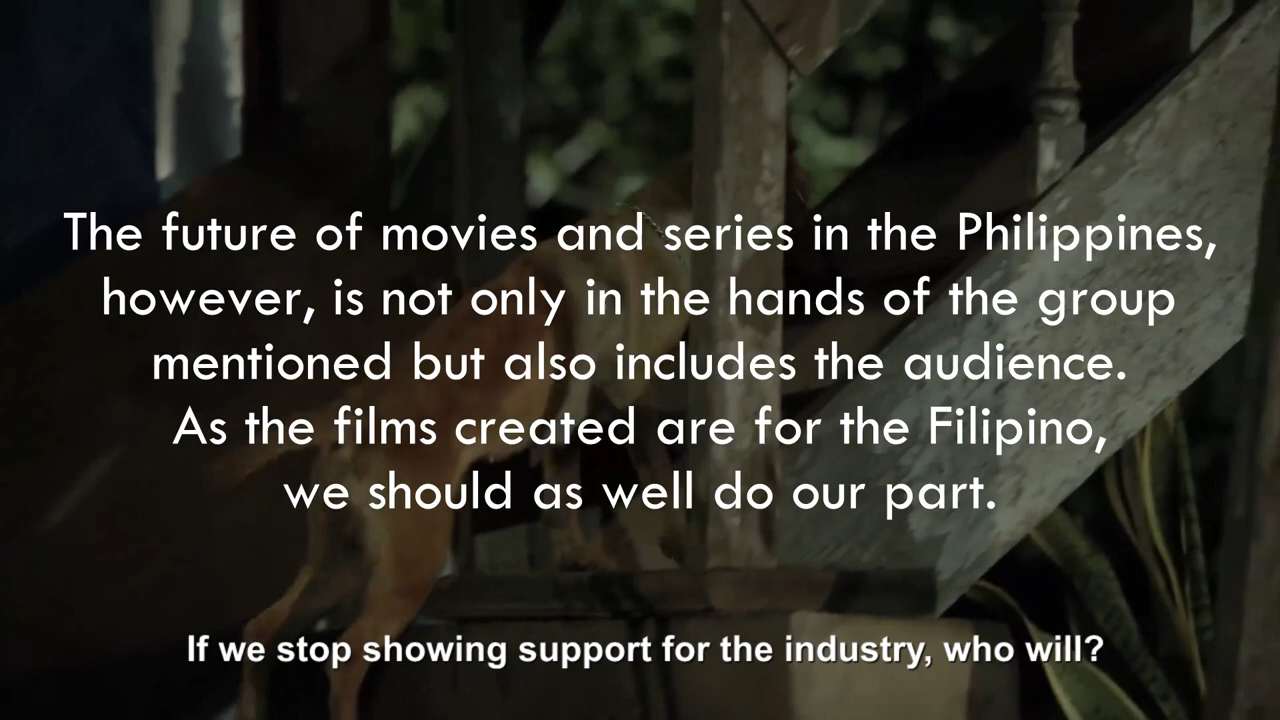 The future of movies and series in the Philippines,
however, is not only in the hands of the group
mentioned but also includes the audience.
As the films created are for the Filipino,
we should as well do our part.
If we stop showing support for the industry, who will?